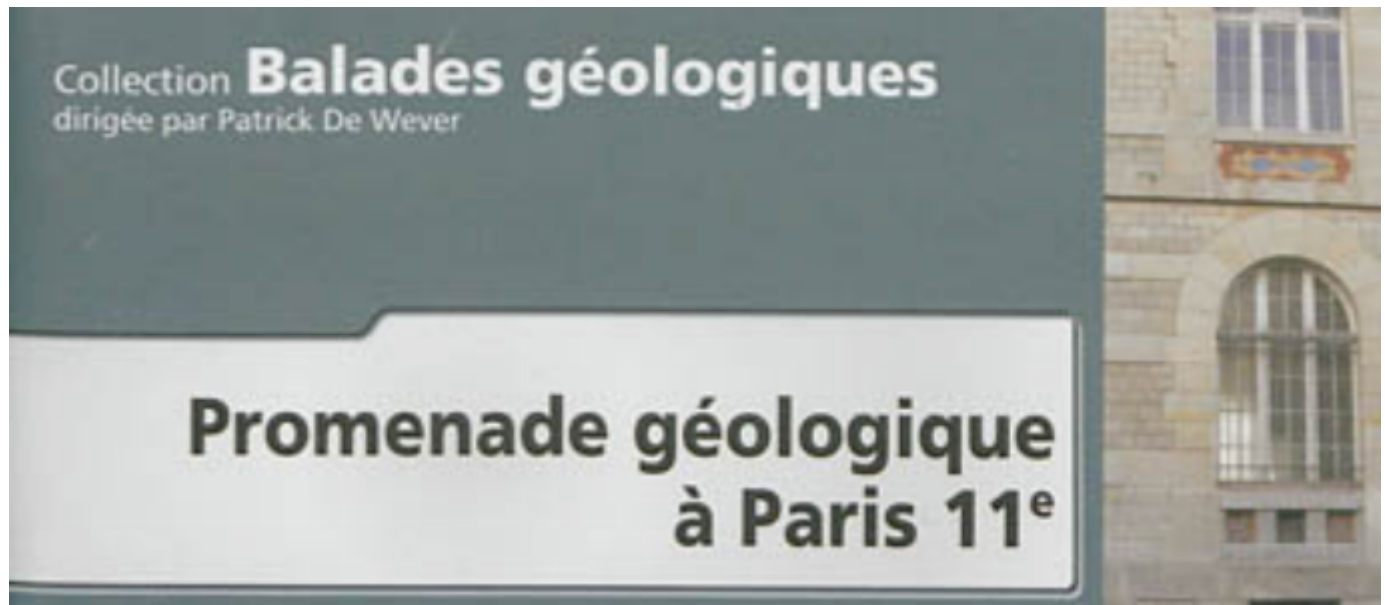 Collection Balades géologiques
dirigée par Patrick De Wever
Promenade géologique
à Paris 11e